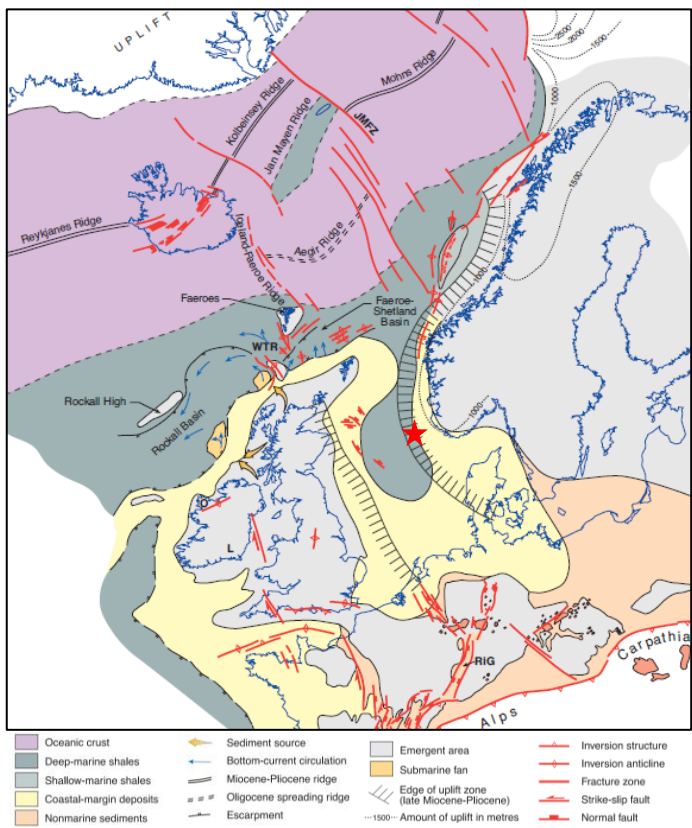 UPLIFT
2500
2000
1500
1000
1500
Mohns Ridge
Kolbeinsey Ridge
Jan Mayen Ridge
JMFZ
Reykjanes Ridge
Iceland-Faeroe Ridge
Aegir Ridge
1000
Faeroes
Faeroe-
Shetland
Basin
WTR
Rockall High
Rockall Basin
1000
O
L
RIG
Carpathia
Alps
Oceanic crust
Deep-marine shales
Shallow-marine shales
Coastal-margin deposits
Nonmarine sediments
Sediment source
Bottom-current circulation
Miocene-Pliocene ridge
Oligocene spreading ridge
Escarpment
Emergent area
Submarine fan
Edge of uplift zone
(late Miocene-Pliocene)
1500 Amount of uplift in metres
Inversion structure
Inversion anticline
Fracture zone
Strike-slip fault
Normal fault